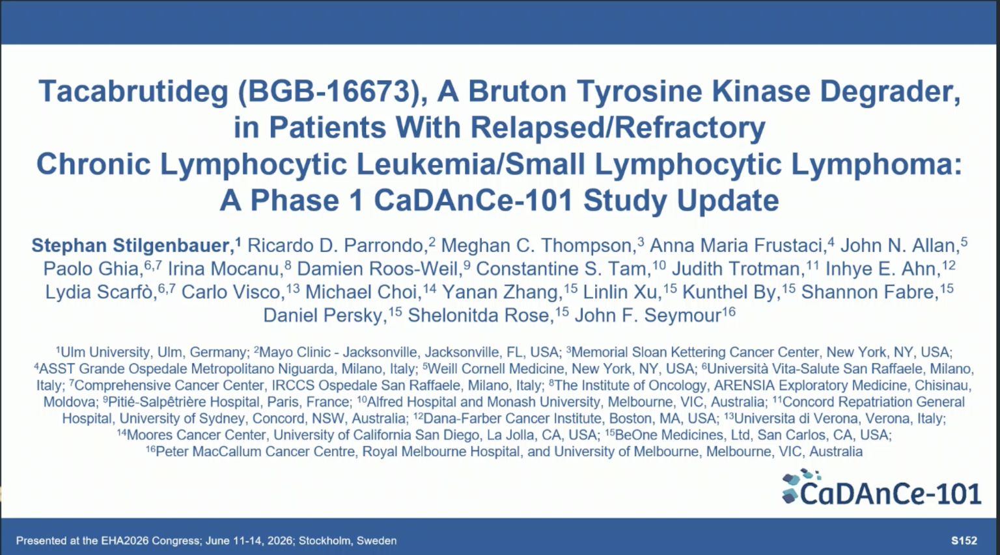 Tacabrutideg (BGB-16673), A Bruton Tyrosine Kinase Degrader,
in Patients With Relapsed/Refractory
Chronic Lymphocytic Leukemia/Small Lymphocytic Lymphoma:
A Phase 1 CaDAnCe-101 Study Update
Stephan Stilgenbauer,¹ Ricardo D. Parrondo,² Meghan C. Thompson,³ Anna Maria Frustaci,⁴ John N. Allan,⁵
Paolo Ghia,⁶,⁷ Irina Mocanu,⁸ Damien Roos-Weil,⁹ Constantine S. Tam,¹⁰ Judith Trotman,¹¹ Inhye E. Ahn,¹²
Lydia Scarfò,⁶,⁷ Carlo Visco,¹³ Michael Choi,¹⁴ Yanan Zhang,¹⁵ Linlin Xu,¹⁵ Kunthel By,¹⁵ Shannon Fabre,¹⁵
Daniel Persky,¹⁵ Shelonitda Rose,¹⁵ John F. Seymour¹⁶
¹Ulm University, Ulm, Germany; ²Mayo Clinic - Jacksonville, Jacksonville, FL, USA; ³Memorial Sloan Kettering Cancer Center, New York, NY, USA;
⁴ASST Grande Ospedale Metropolitano Niguarda, Milano, Italy; ⁵Weill Cornell Medicine, New York, NY, USA; ⁶Università Vita-Salute San Raffaele, Milano,
Italy; ⁷Comprehensive Cancer Center, IRCCS Ospedale San Raffaele, Milano, Italy; ⁸The Institute of Oncology, ARENSIA Exploratory Medicine, Chisinau,
Moldova; ⁹Pitié-Salpêtrière Hospital, Paris, France; ¹⁰Alfred Hospital and Monash University, Melbourne, VIC, Australia; ¹¹Concord Repatriation General
Hospital, University of Sydney, Concord, NSW, Australia; ¹²Dana-Farber Cancer Institute, Boston, MA, USA; ¹³Universita di Verona, Verona, Italy;
¹⁴Moores Cancer Center, University of California San Diego, La Jolla, CA, USA; ¹⁵BeOne Medicines, Ltd, San Carlos, CA, USA;
¹⁶Peter MacCallum Cancer Centre, Royal Melbourne Hospital, and University of Melbourne, Melbourne, VIC, Australia
CaDAnCe-101
Presented at the EHA2026 Congress; June 11-14, 2026; Stockholm, Sweden
S152